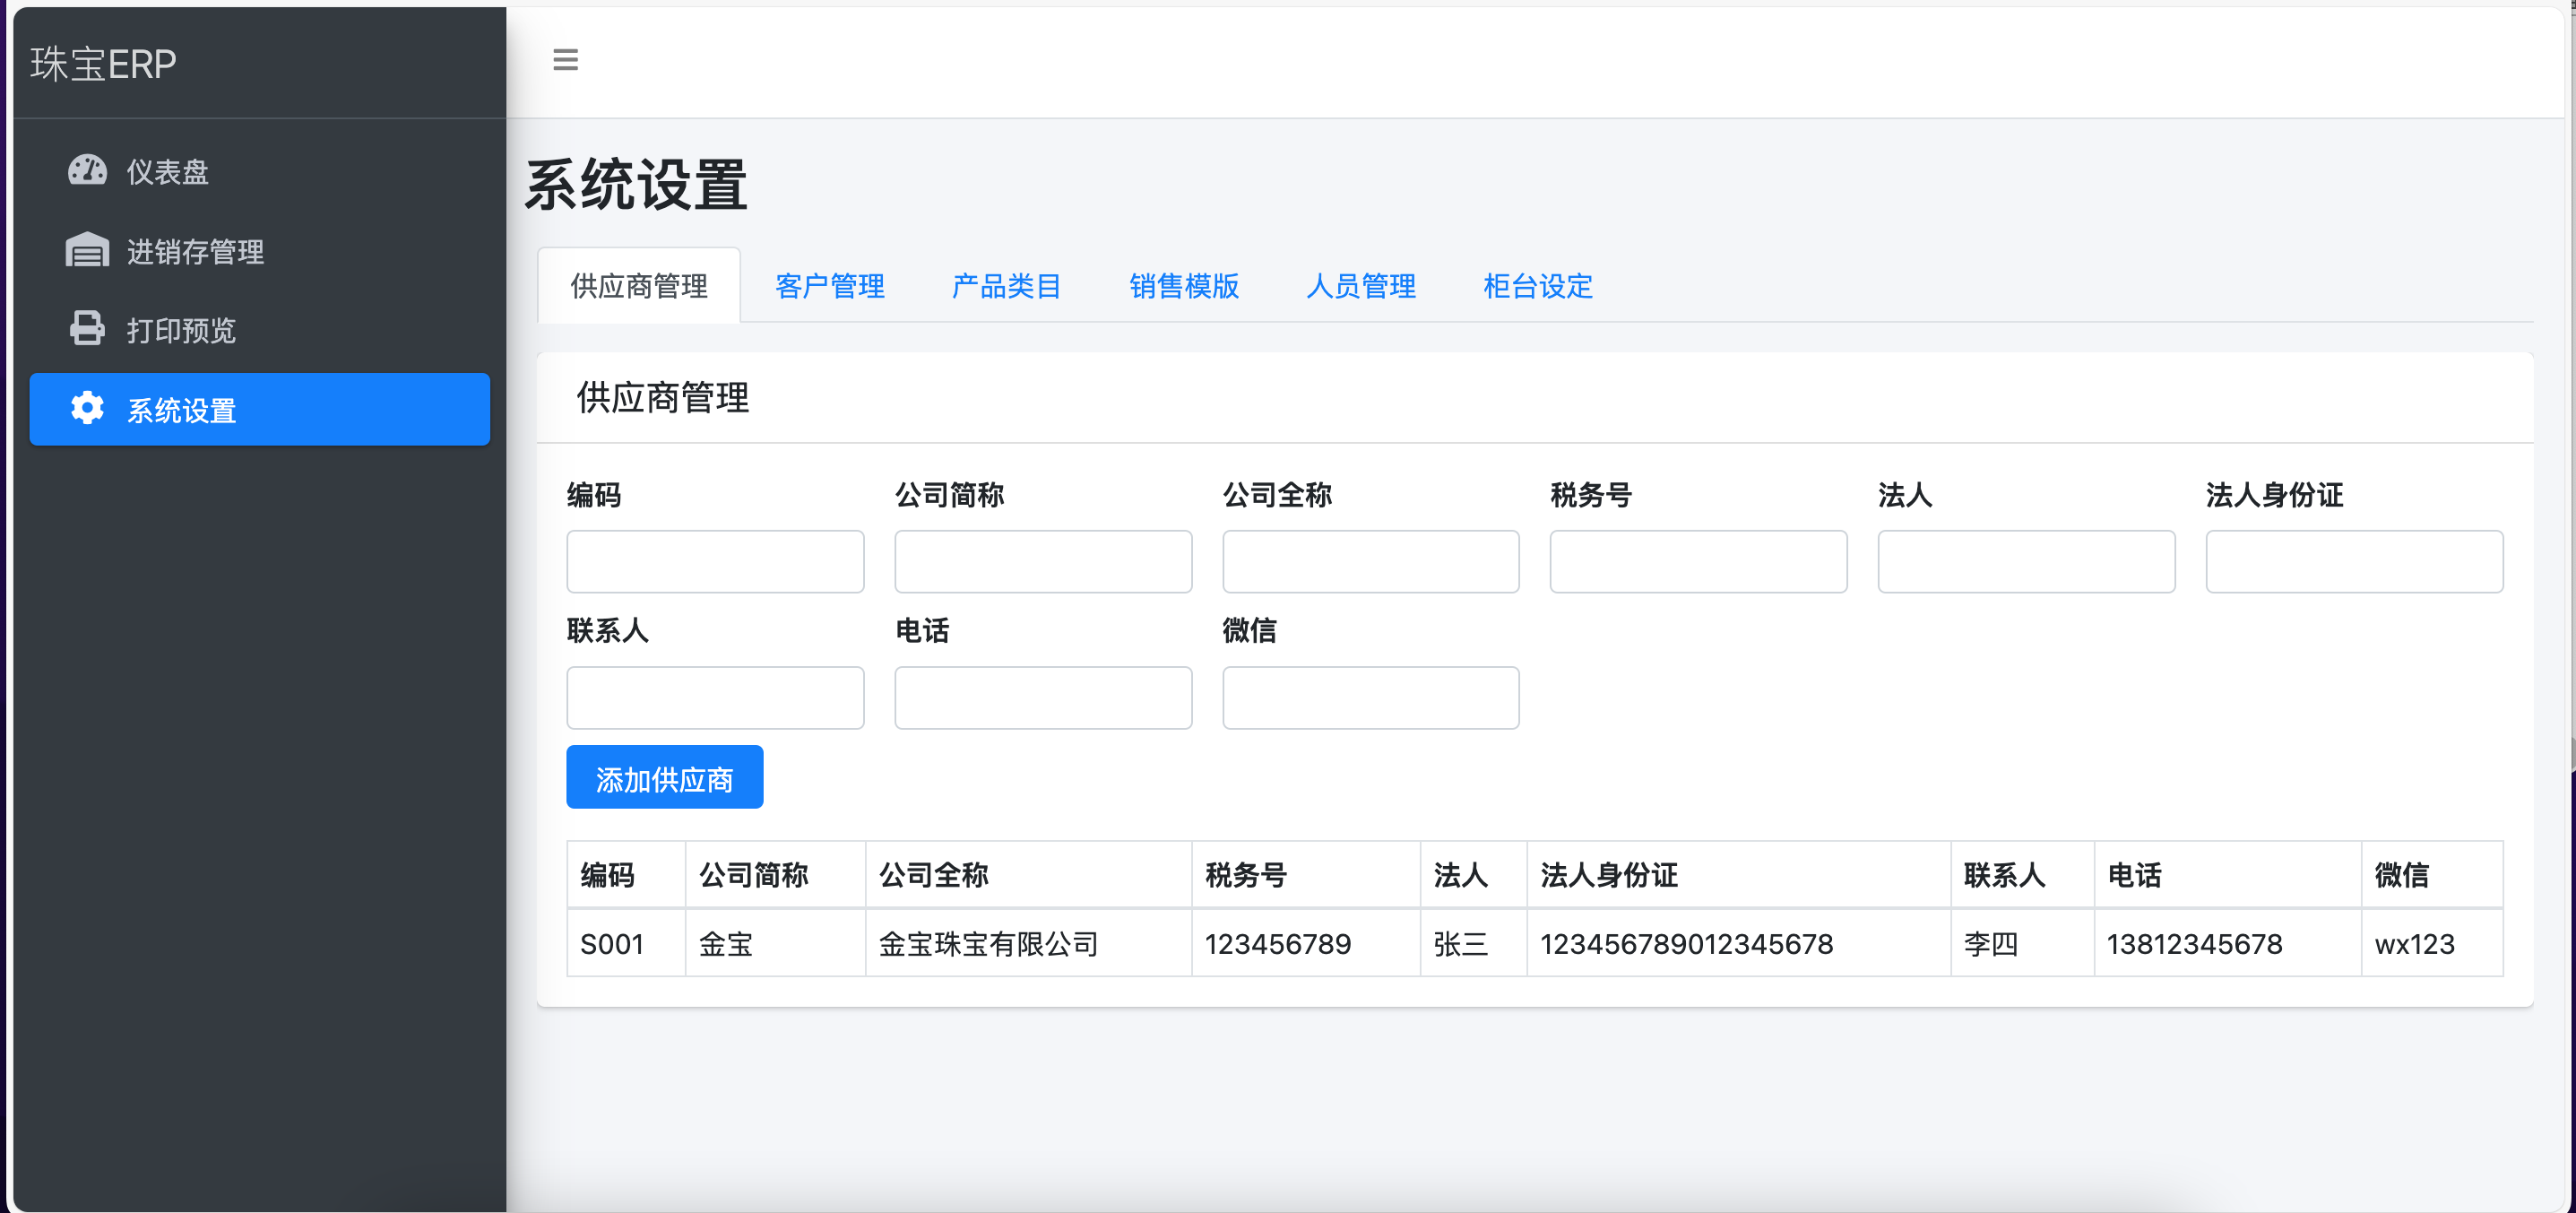 珠宝ERP
仪表盘
进销存管理
打印预览
系统设置
系统设置
供应商管理 客户管理 产品类目 销售模版 人员管理 柜台设定
供应商管理
编码 公司简称 公司全称 税务号 法人 法人身份证
联系人 电话 微信
添加供应商
编码 公司简称 公司全称 税务号 法人 法人身份证 联系人 电话 微信
S001 金宝 金宝珠宝有限公司 123456789 张三 123456789012345678 李四 13812345678 wx123